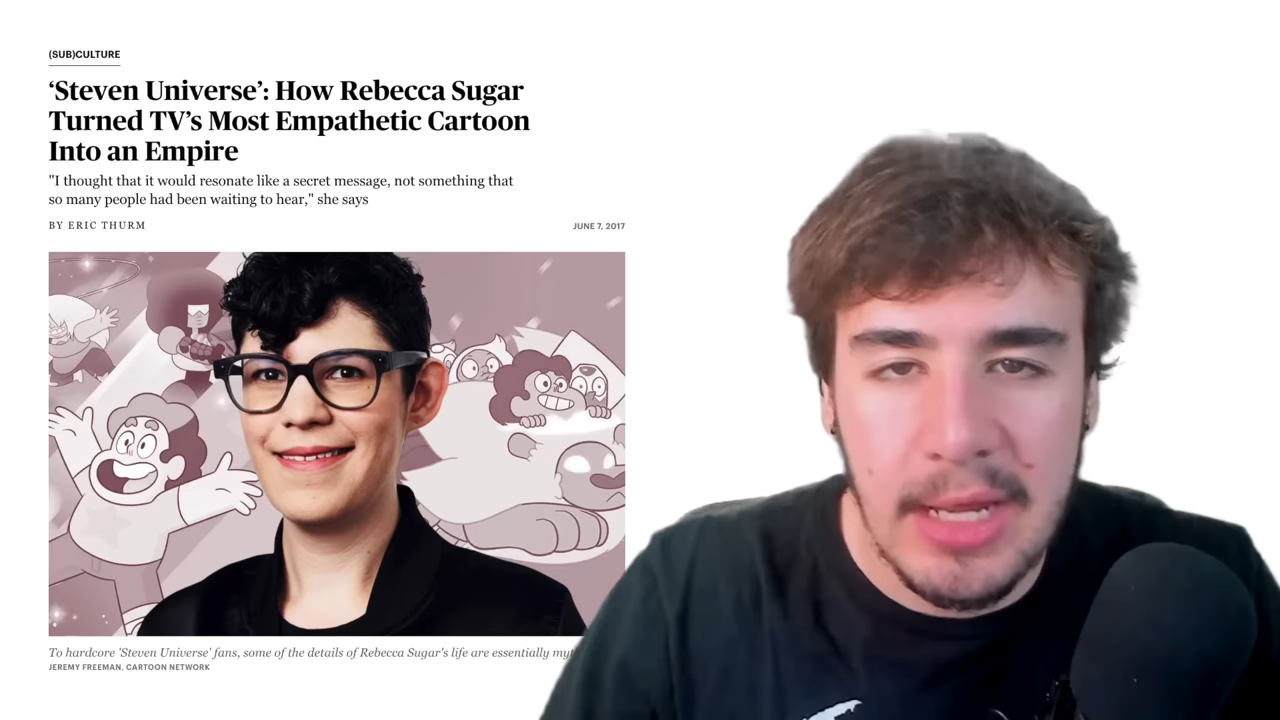 (SUB)CULTURE
‘Steven Universe’: How Rebecca Sugar
Turned TV’s Most Empathetic Cartoon
Into an Empire
"I thought that it would resonate like a secret message, not something that
so many people had been waiting to hear," she says
BY ERIC THURM
JUNE 7, 2017
To hardcore 'Steven Universe' fans, some of the details of Rebecca Sugar's life are essentially
JEREMY FREEMAN, CARTOON NETWORK